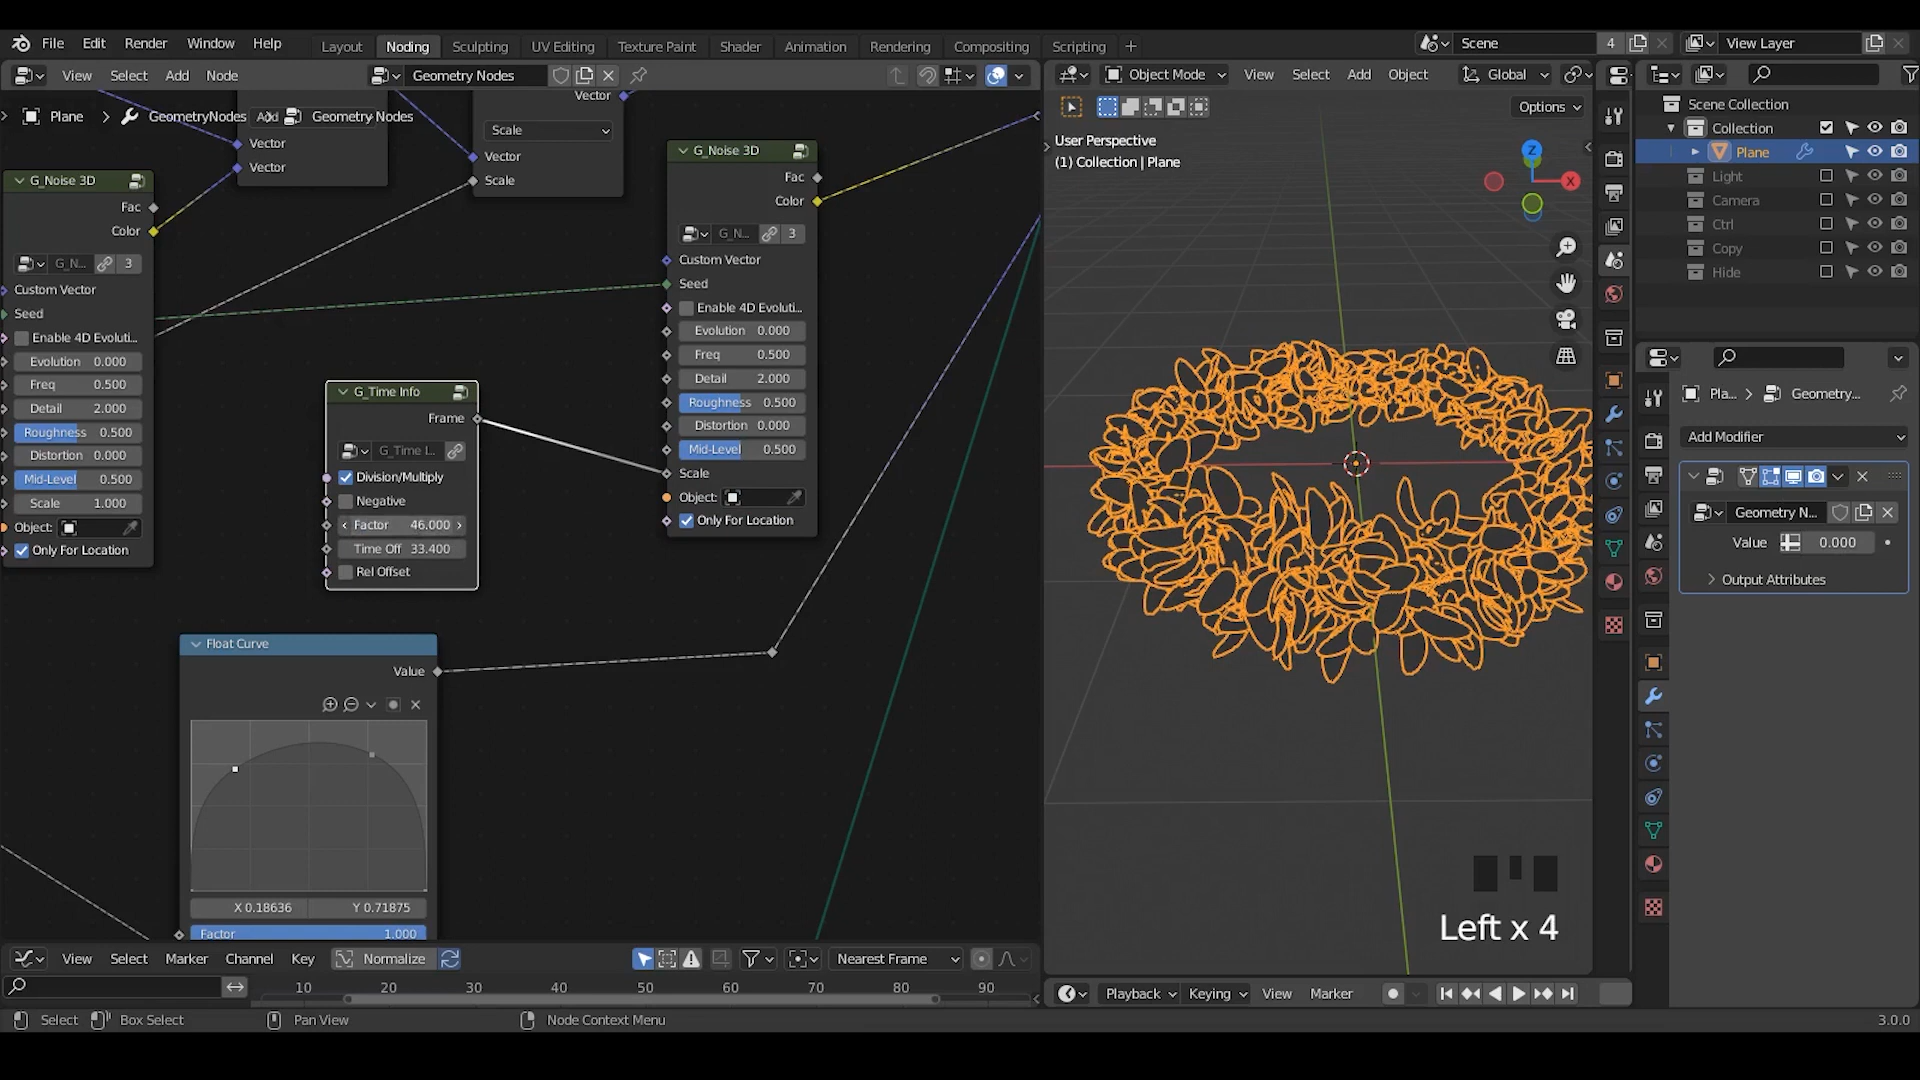 File Edit Render Window Help Layout Noding Sculpting UV Editing Texture Paint Shader Animation Rendering Compositing Scripting + Scene 4 View Layer
View Select Add Node Geometry Nodes Object Mode View Select Add Object Global
Options
Plane > GeometryNodes Geometry Nodes
Vector
Vector
Vector
Scale
Vector
Scale
G_Noise 3D
Fac
Color
G_N... 3
Custom Vector
Seed
Enable 4D Evoluti...
Evolution 0.000
Freq 0.500
Detail 2.000
Roughness 0.500
Distortion 0.000
Mid-Level 0.500
Scale 1.000
Object:
Only For Location
G_Time Info
Frame
G_Time I...
Division/Multiply
Negative
Factor 46.000
Time Off 33.400
Rel Offset
G_Noise 3D
Fac
Color
G_N... 3
Custom Vector
Seed
Enable 4D Evoluti...
Evolution 0.000
Freq 0.500
Detail 2.000
Roughness 0.500
Distortion 0.000
Mid-Level 0.500
Scale
Object:
Only For Location
Float Curve
Value
X 0.18636 Y 0.71875
Factor 1.000
User Perspective
(1) Collection | Plane
Z
X
Left x 4
Scene Collection
Collection
Plane
Light
Camera
Ctrl
Copy
Hide
Pla... > Geometry...
Add Modifier
Geometry N...
Value 0.000
Output Attributes
View Select Marker Channel Key Normalize Nearest Frame
10 20 30 40 50 60 70 80 90
Playback Keying View Marker
Select Box Select Pan View Node Context Menu 3.0.0